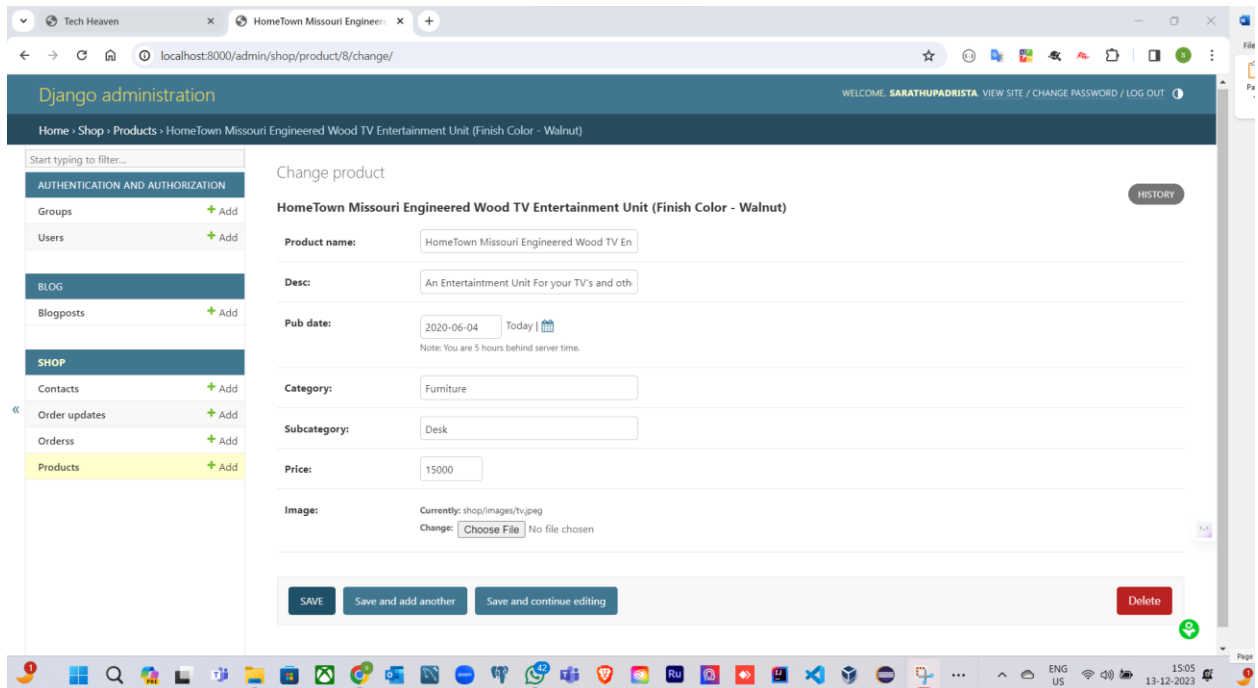 Tech Heaven
HomeTown Missouri Engineere
localhost:8000/admin/shop/product/8/change/
File
Django administration
WELCOME, SARATHUPADRISTA. VIEW SITE / CHANGE PASSWORD / LOG OUT
Home › Shop › Products › HomeTown Missouri Engineered Wood TV Entertainment Unit (Finish Color - Walnut)
Start typing to filter...
AUTHENTICATION AND AUTHORIZATION
Groups + Add
Users + Add
BLOG
Blogposts + Add
SHOP
Contacts + Add
Order updates + Add
Orderss + Add
Products + Add
«
Change product
HISTORY
HomeTown Missouri Engineered Wood TV Entertainment Unit (Finish Color - Walnut)
Product name: HomeTown Missouri Engineered Wood TV En
Desc: An Entertaintment Unit For your TV's and oth
Pub date: 2020-06-04 Today |
Note: You are 5 hours behind server time.
Category: Furniture
Subcategory: Desk
Price: 15000
Image: Currently: shop/images/tv.jpeg
Change: Choose File No file chosen
SAVE Save and add another Save and continue editing Delete
Page
1
42
ENG
US
15:05
13-12-2023